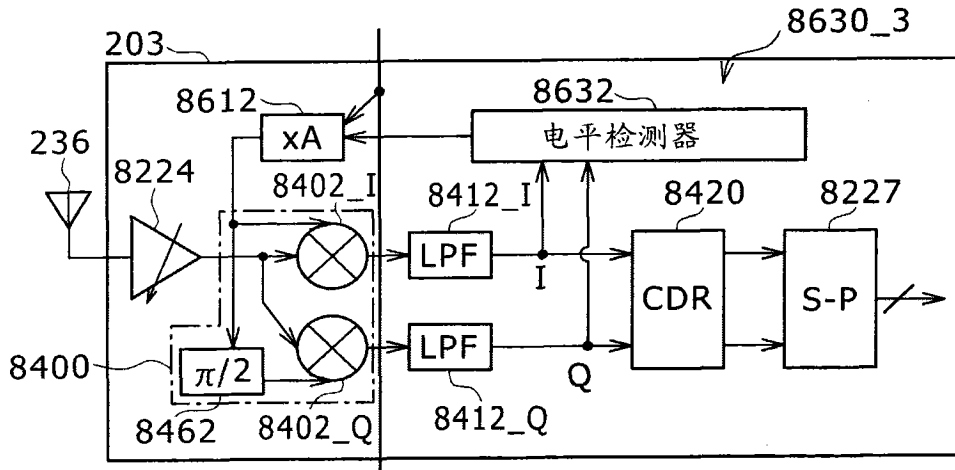 203
8630_3
8612
8632
xA
电平检测器
236
8224
8402_I
8412_I
8420
8227
LPF
I
CDR
S-P
LPF
8400
π/2
Q
8462
8402_Q
8412_Q